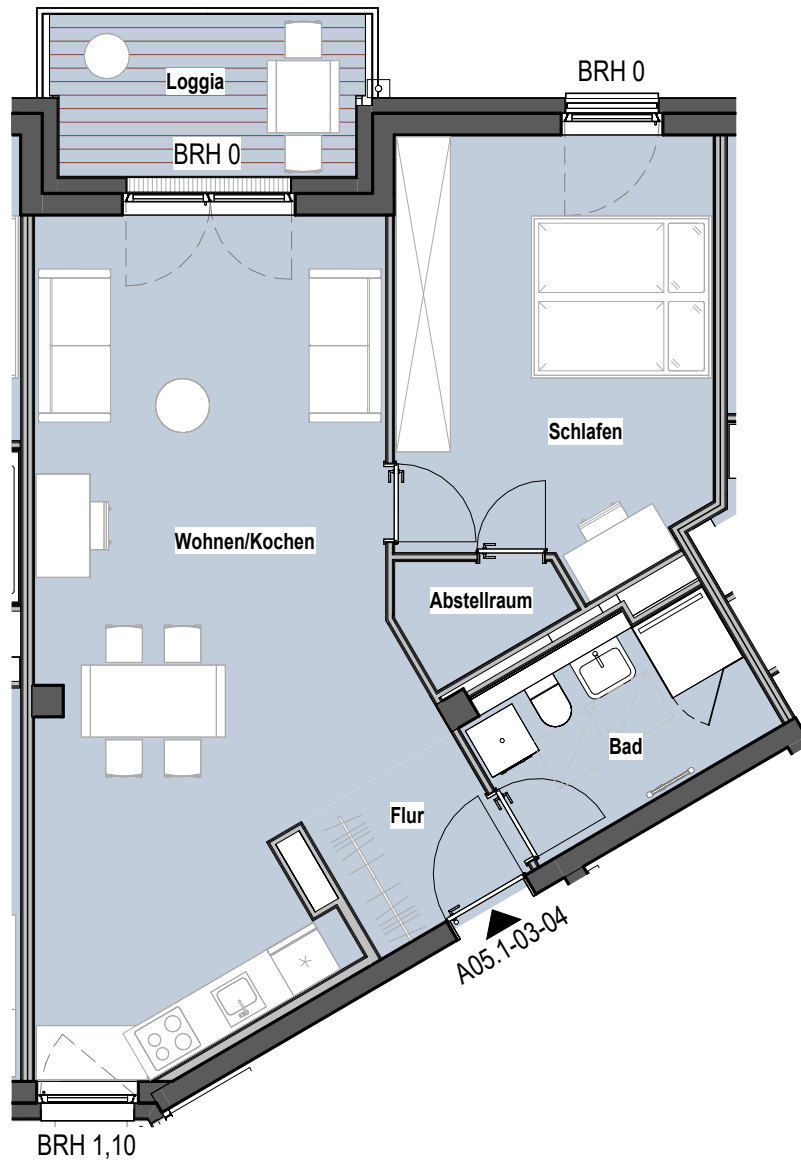 Loggia
BRH 0
BRH 0
Schlafen
Wohnen/Kochen
Abstellraum
Bad
Flur
A05.1-03-04
BRH 1,10